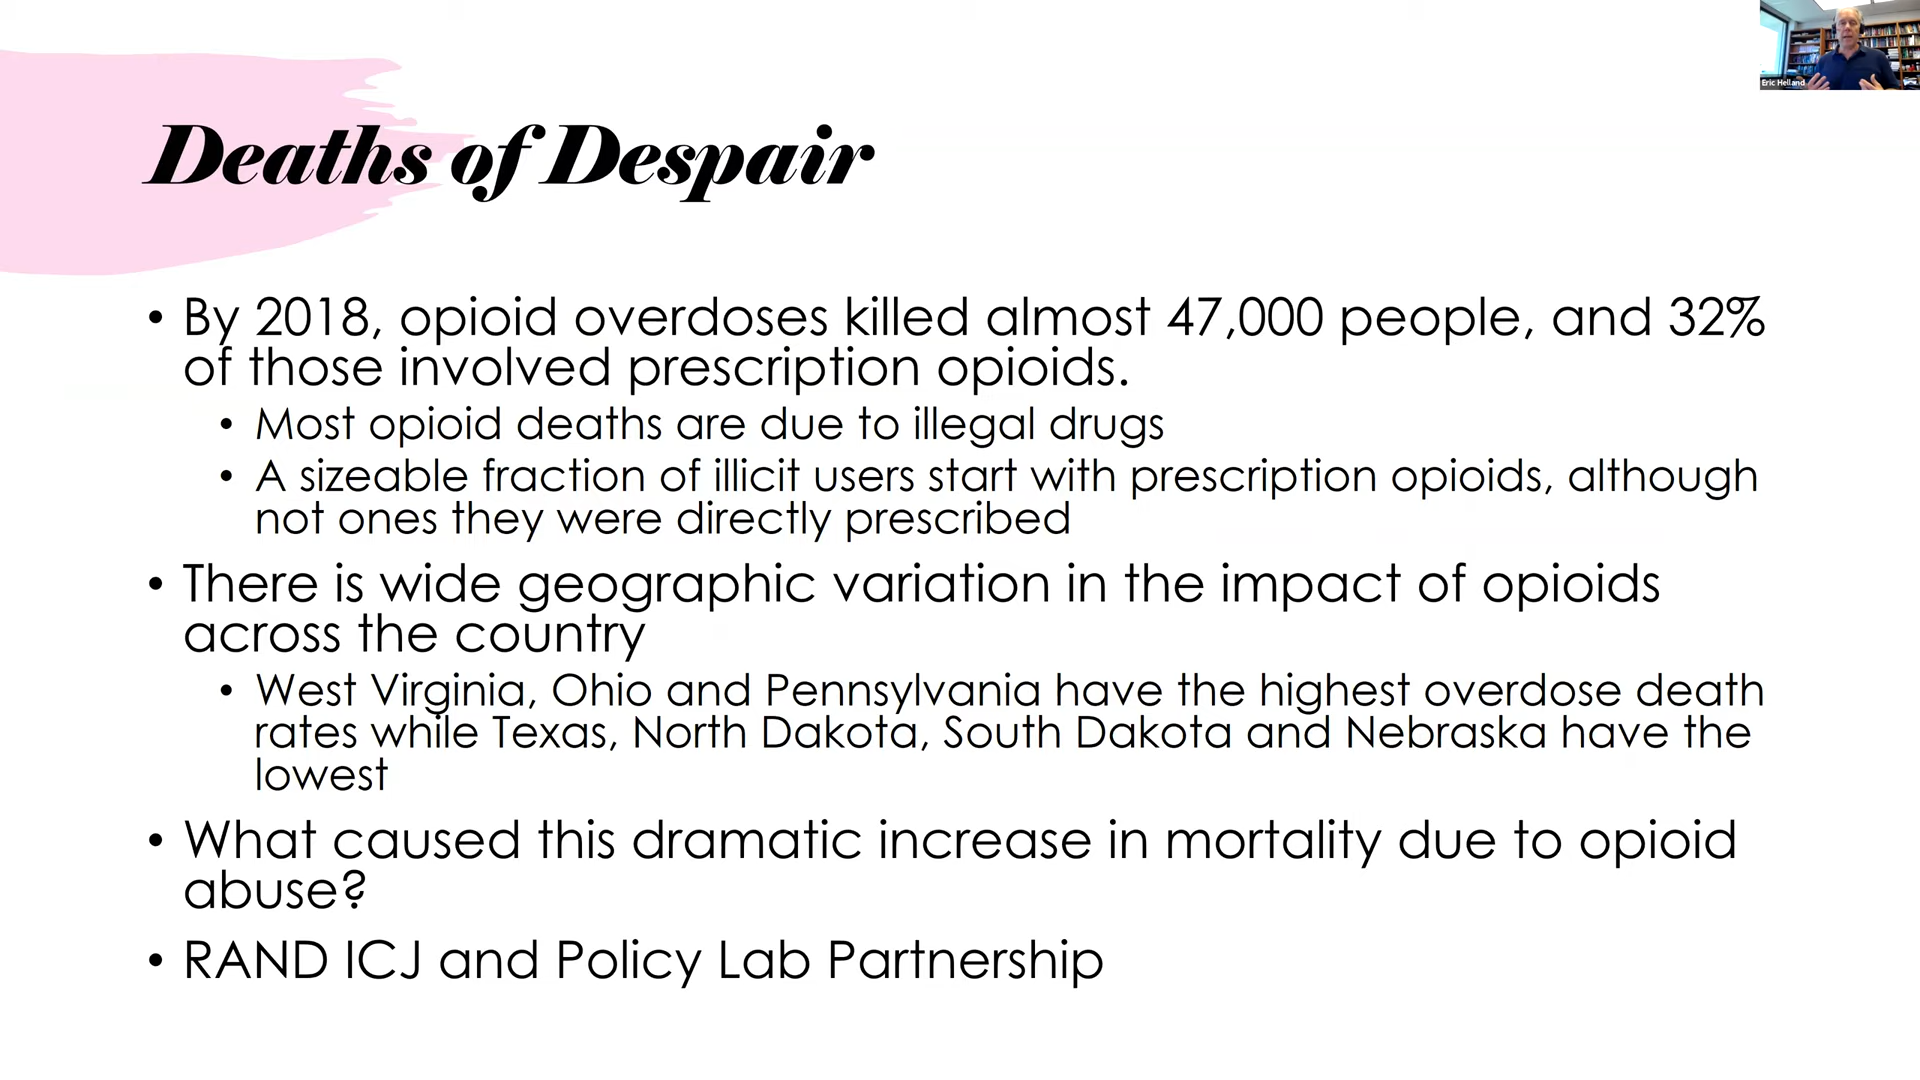 Eric Helland
Deaths of Despair
• By 2018, opioid overdoses killed almost 47,000 people, and 32%
of those involved prescription opioids.
• Most opioid deaths are due to illegal drugs
• A sizeable fraction of illicit users start with prescription opioids, although
not ones they were directly prescribed
• There is wide geographic variation in the impact of opioids
across the country
• West Virginia, Ohio and Pennsylvania have the highest overdose death
rates while Texas, North Dakota, South Dakota and Nebraska have the
lowest
• What caused this dramatic increase in mortality due to opioid
abuse?
• RAND ICJ and Policy Lab Partnership